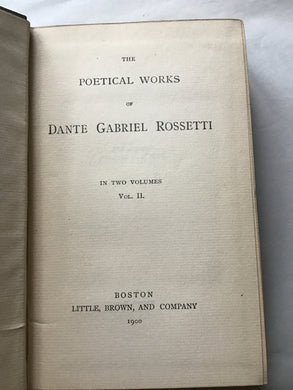 THE
POETICAL WORKS
OF
DANTE GABRIEL ROSSETTI
IN TWO VOLUMES
VOL. II.
BOSTON
LITTLE, BROWN, AND COMPANY
1900